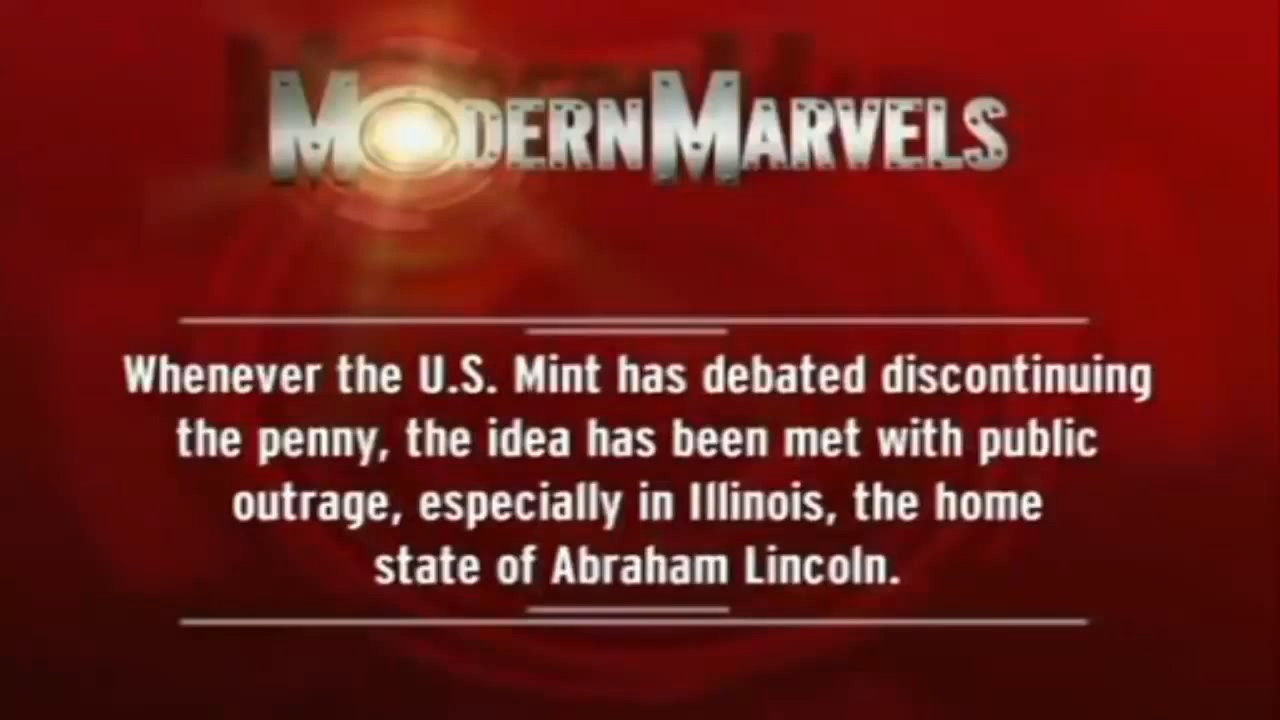 MODERN MARVELS
Whenever the U.S. Mint has debated discontinuing
the penny, the idea has been met with public
outrage, especially in Illinois, the home
state of Abraham Lincoln.